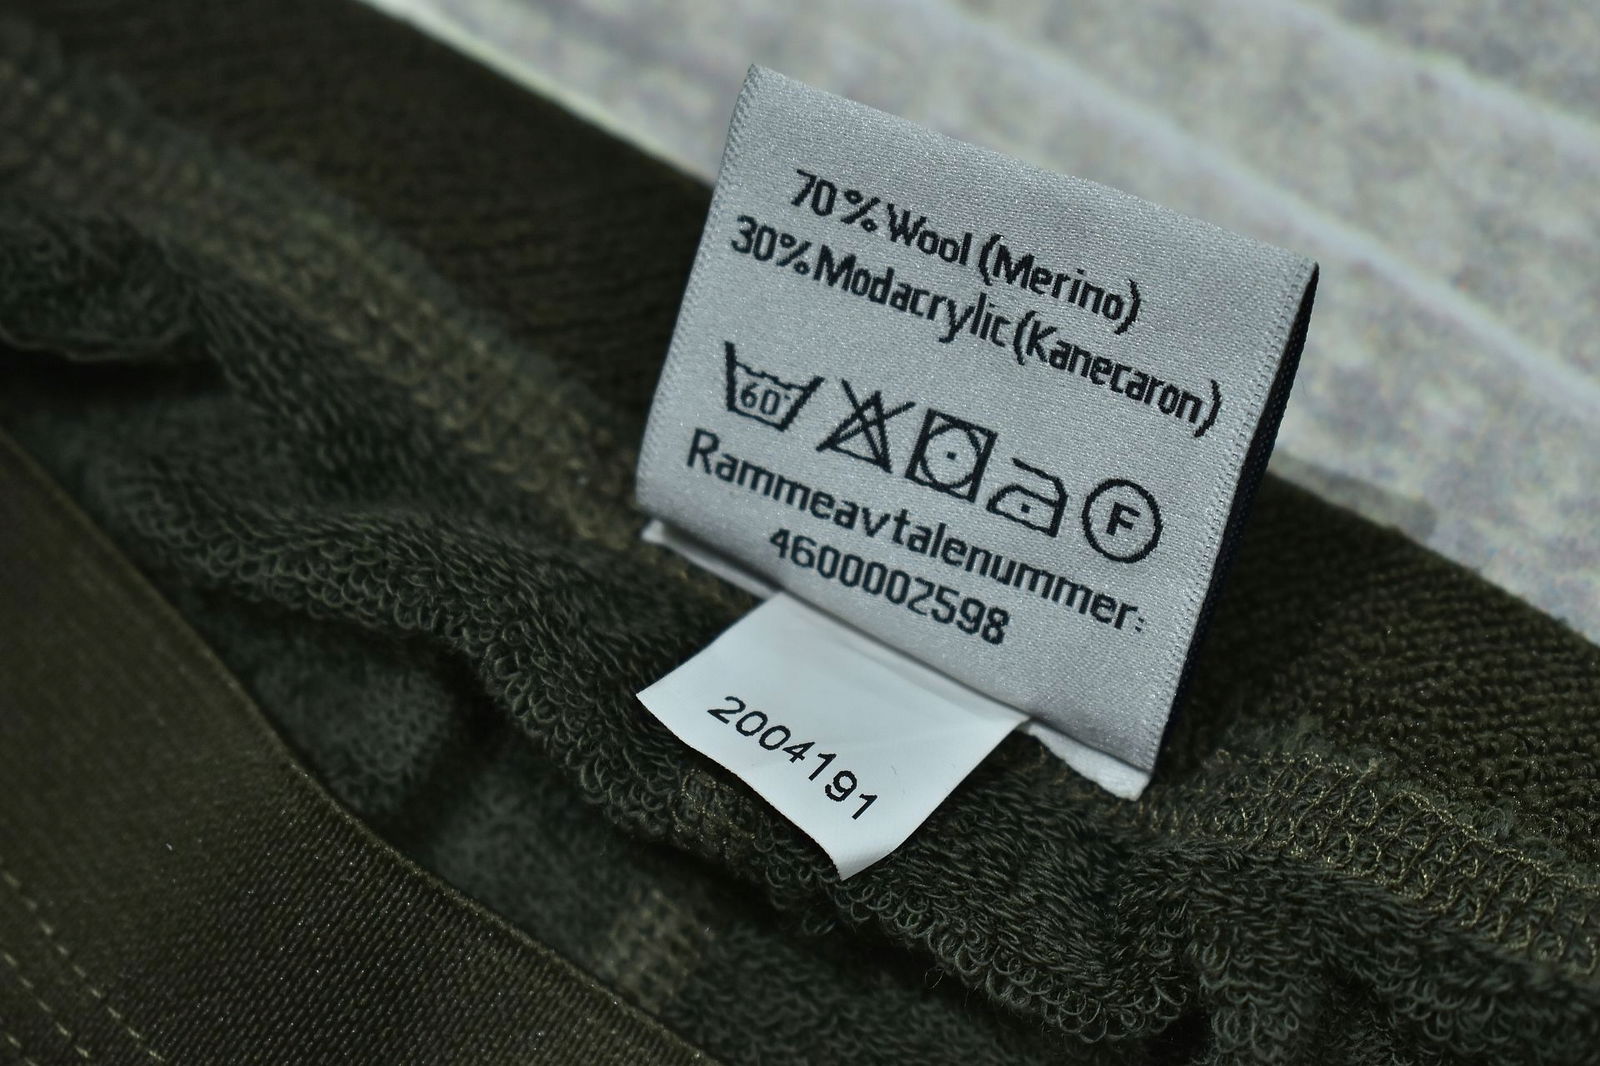 70% Wool (Merino)
30% Modacrylic (Kanecaron)
60° F
Rammeavtalenummer:
4600002598
2004191